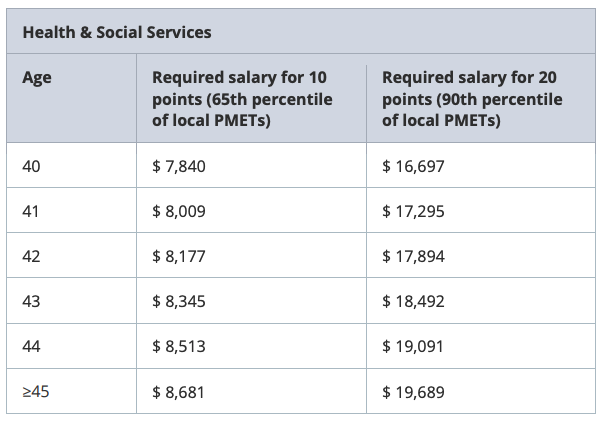 Health & Social Services
Age
Required salary for 10
points (65th percentile
of local PMETs)
Required salary for 20
points (90th percentile
of local PMETs)
40 $ 7,840 $ 16,697
41 $ 8,009 $ 17,295
42 $ 8,177 $ 17,894
43 $ 8,345 $ 18,492
44 $ 8,513 $ 19,091
≥45 $ 8,681 $ 19,689